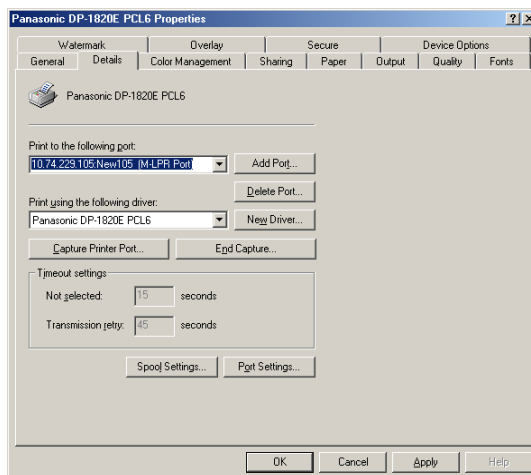 Panasonic DP-1820E PCL6 Properties
Watermark Overlay Secure Device Options
General Details Color Management Sharing Paper Output Quality Fonts
Panasonic DP-1820E PCL6
Print to the following port:
10.74.229.105:New105 (M-LPR Port) Add Port...
Delete Port...
Print using the following driver:
Panasonic DP-1820E PCL6 New Driver...
Capture Printer Port... End Capture...
Timeout settings
Not selected: 15 seconds
Transmission retry: 45 seconds
Spool Settings... Port Settings...
OK Cancel Apply Help